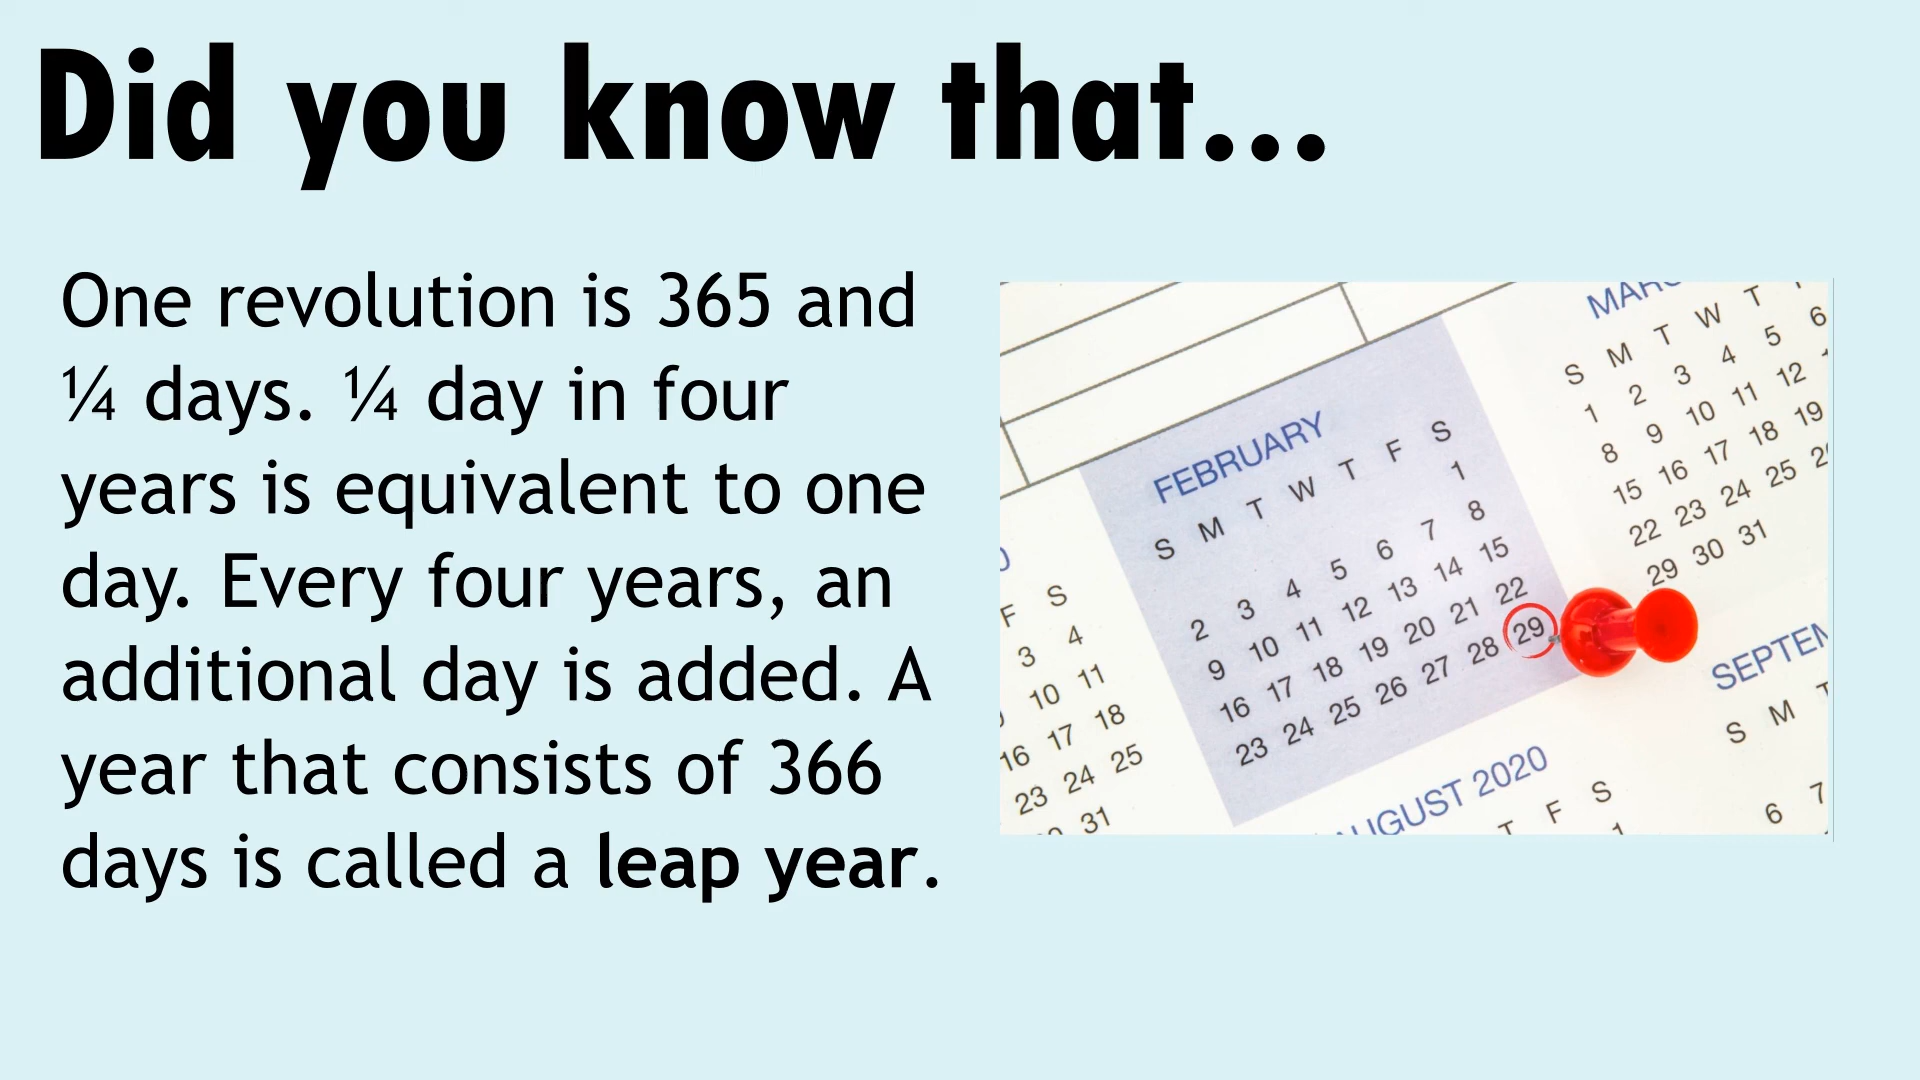 Did you know that...
One revolution is 365 and
¼ days. ¼ day in four
years is equivalent to one
day. Every four years, an
additional day is added. A
year that consists of 366
days is called a leap year.
FEBRUARY
S M T W T F S
1
2 3 4 5 6 7 8
9 10 11 12 13 14 15
16 17 18 19 20 21 22
23 24 25 26 27 28 29
S M T W T
1 2 3 4 5 6
8 9 10 11 12
15 16 17 18 19
22 23 24 25
29 30 31
F S
3 4
10 11
16 17 18
23 24 25
31
AUGUST 2020
T F S
1
S M T
6 7